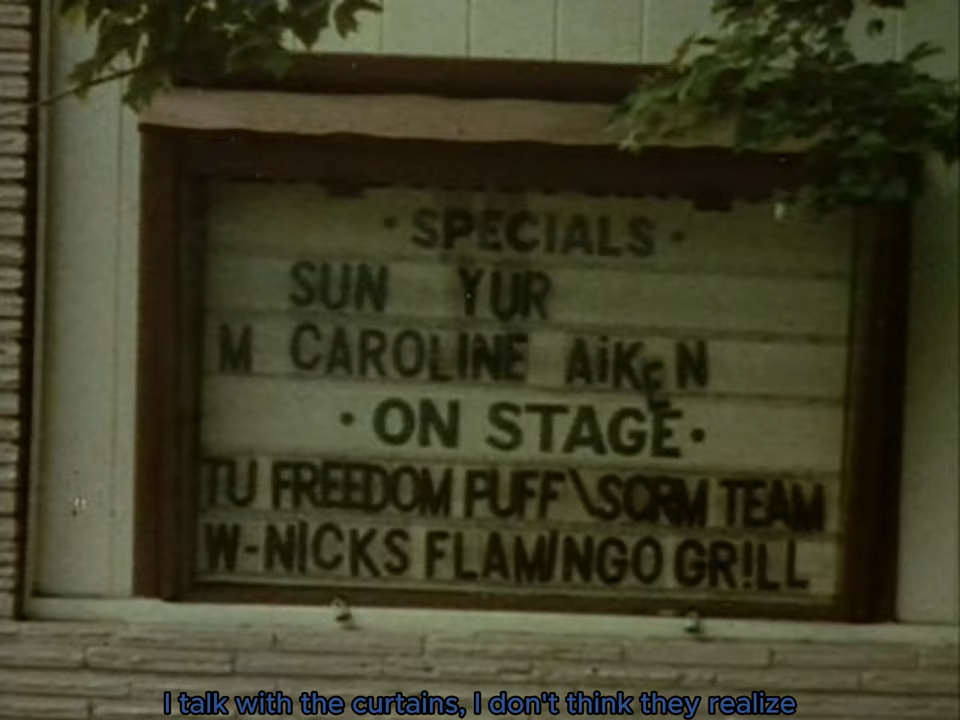 · SPECIALS ·
SUN YUR
M CAROLINE AiKEN
· ON STAGE ·
TU FREEDOM PUFF\SCRM TEAM
W-NICKS FLAMINGO GR!LL
I talk with the curtains, I don't think they realize